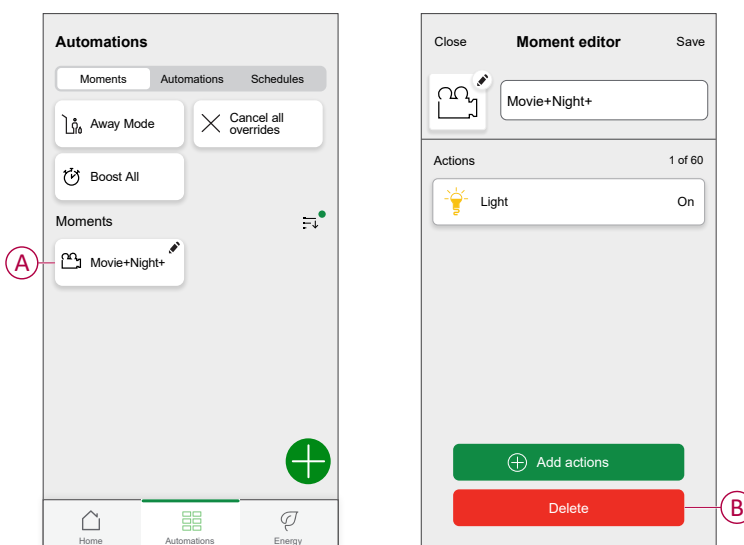 Automations
Moments Automations Schedules
Away Mode
Cancel all
overrides
Boost All
Moments
A
Movie+Night+
Home Automations Energy
Close Moment editor Save
Movie+Night+
Actions 1 of 60
Light On
Add actions
Delete
B